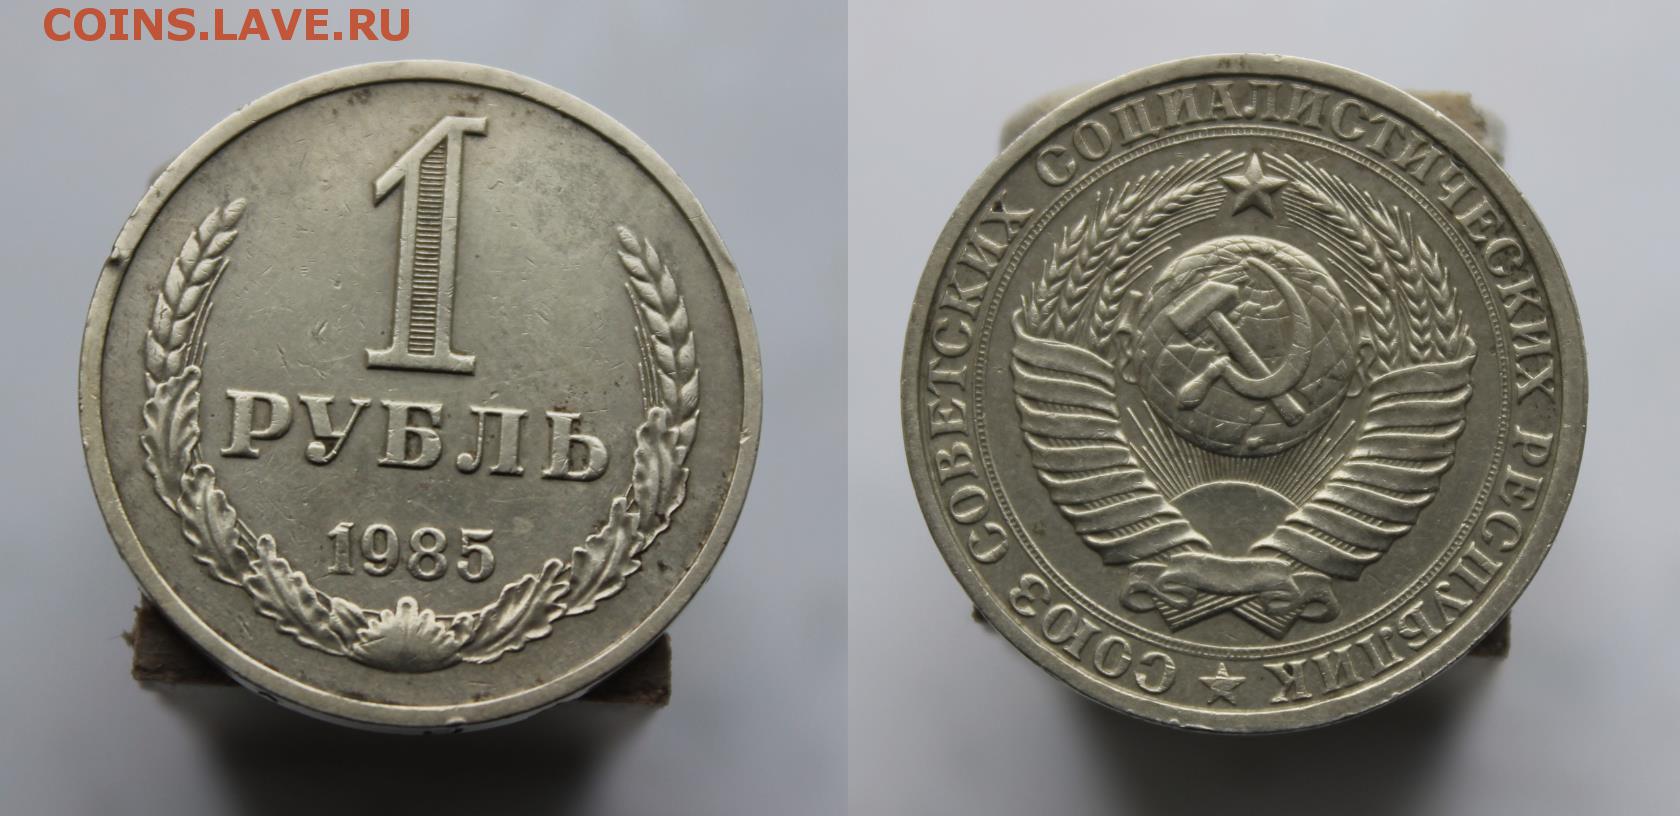 COINS.LAVE.RU
1
РУБЛЬ
1985
СОЮЗ СОВЕТСКИХ СОЦИАЛИСТИЧЕСКИХ РЕСПУБЛИК